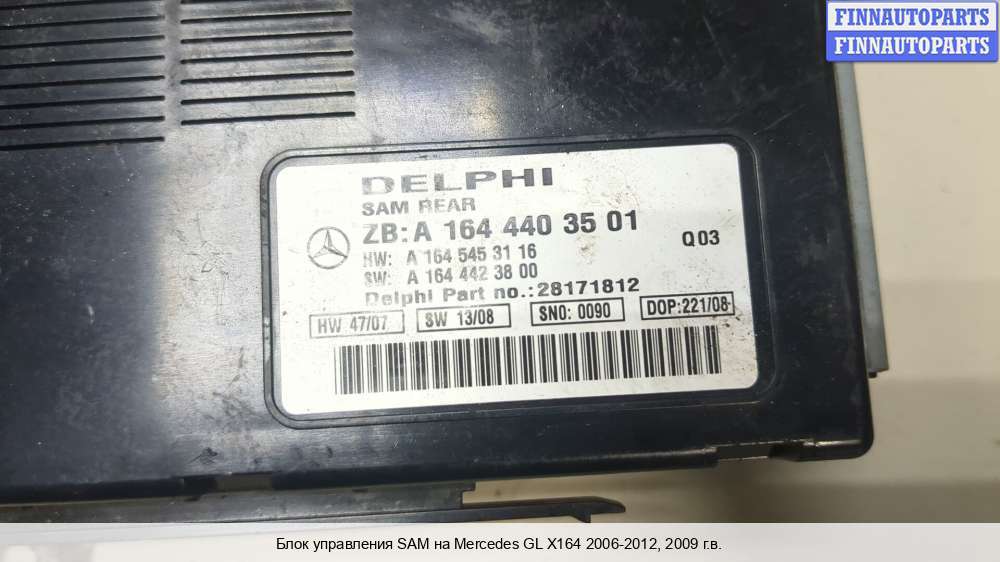 FINNAUTOPARTS
FINNAUTOPARTS
DELPHI
SAM REAR
ZB: A 164 440 35 01
Q03
HW: A 164 545 31 16
SW: A 164 442 38 00
Delphi Part no.:28171812
HW 47/07 SW 13/08 SNO: 0090 DOP:221/08
Блок управления SAM на Mercedes GL X164 2006-2012, 2009 г.в.